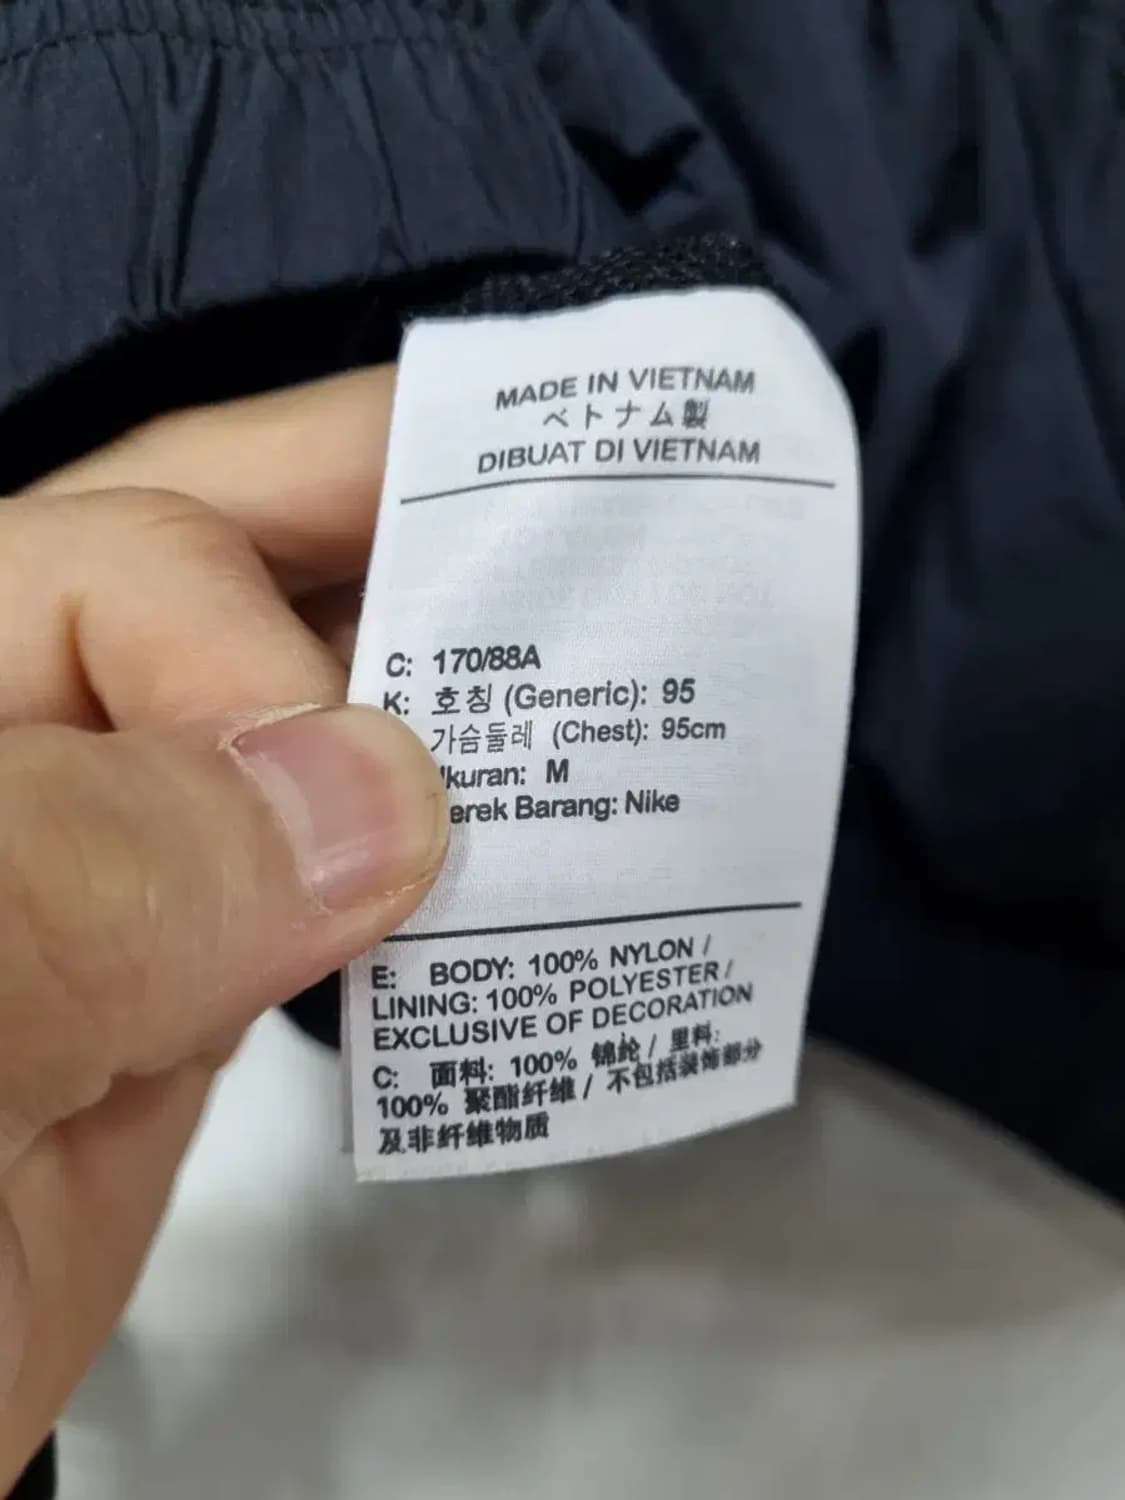 MADE IN VIETNAM
ベトナム製
DIBUAT DI VIETNAM
C: 170/88A
K: 호칭 (Generic): 95
가슴둘레 (Chest): 95cm
kuran: M
erek Barang: Nike
E: BODY: 100% NYLON /
LINING: 100% POLYESTER /
EXCLUSIVE OF DECORATION
C: 面料: 100% 锦纶 / 里料:
100% 聚酯纤维 / 不包括装饰部分
及非纤维物质